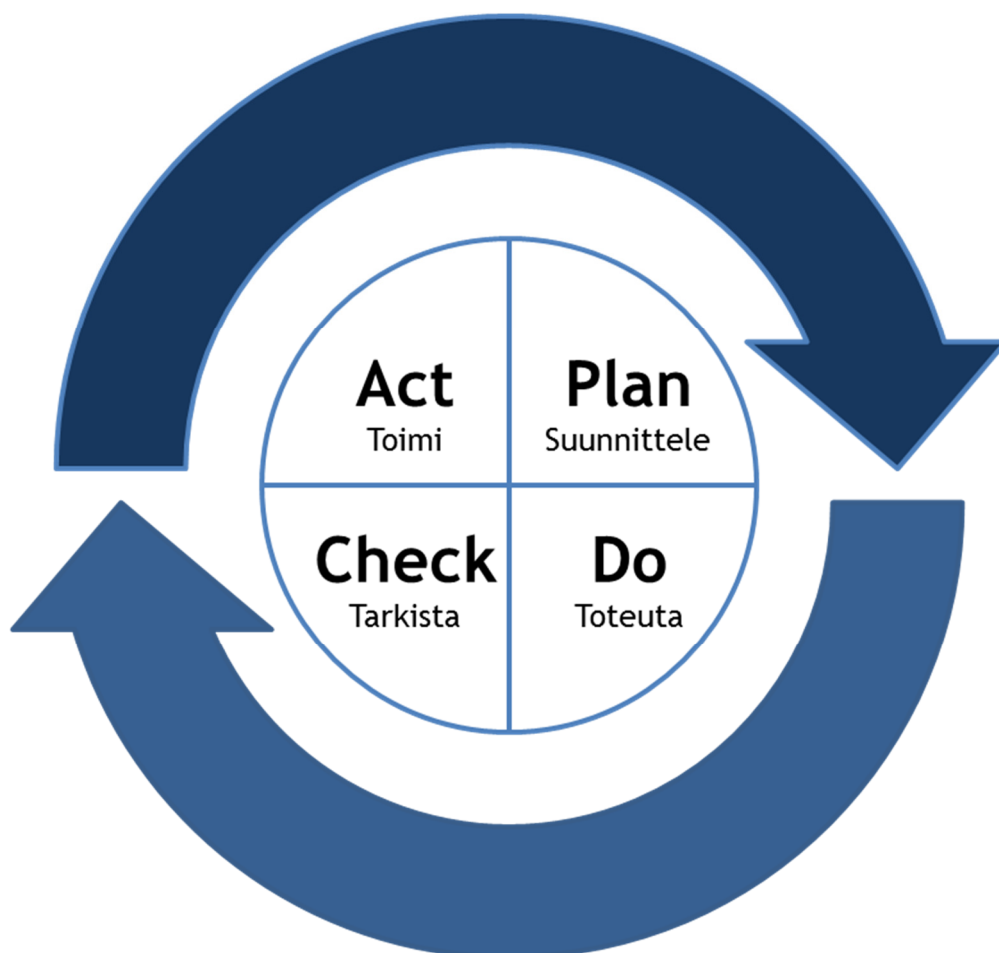 Act
Toimi
Plan
Suunnittele
Check
Tarkista
Do
Toteuta